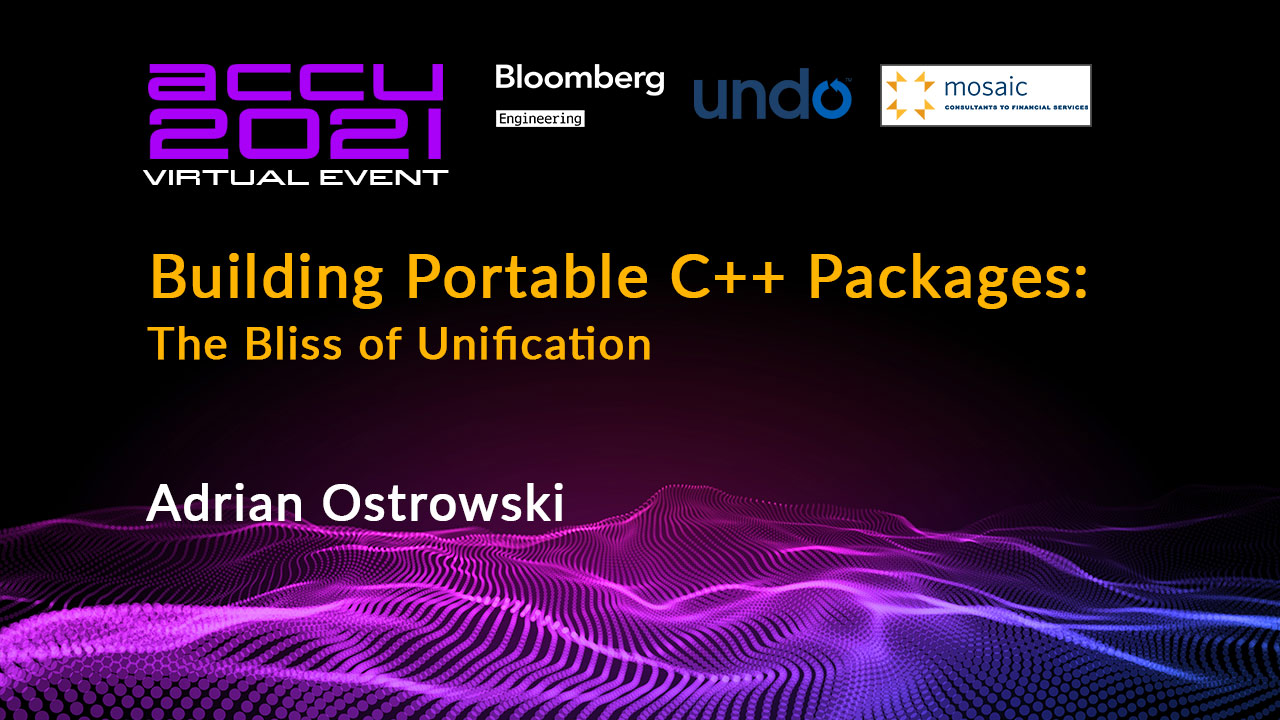 accu
2021
VIRTUAL EVENT
Bloomberg
Engineering
undo™
mosaic
CONSULTANTS TO FINANCIAL SERVICES
Building Portable C++ Packages:
The Bliss of Unification
Adrian Ostrowski